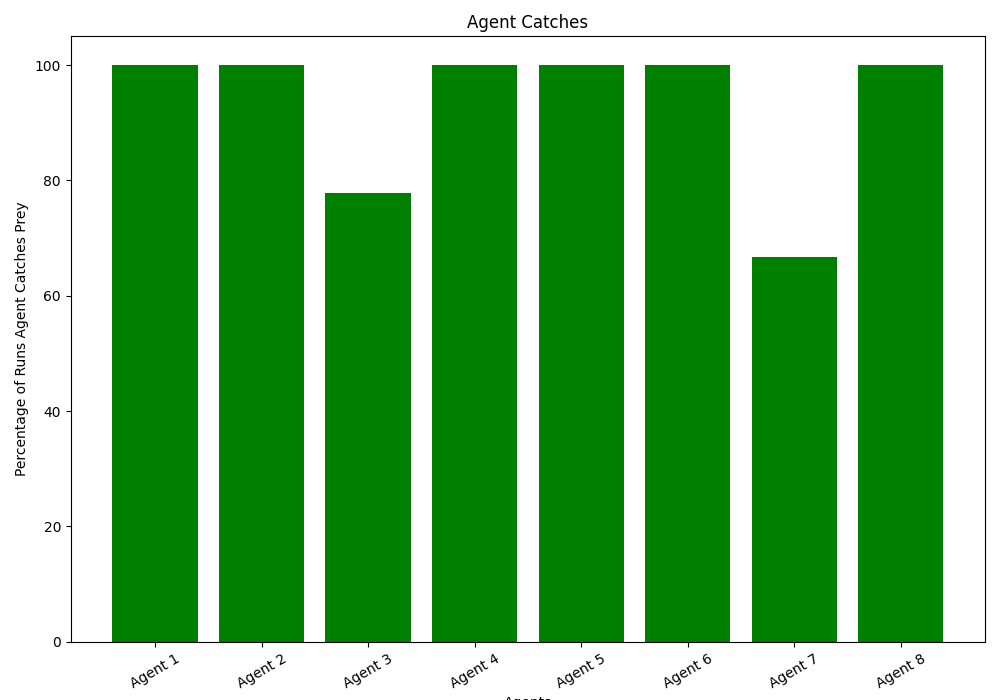 Agent Catches
Percentage of Runs Agent Catches Prey
100
80
60
40
20
0
Agent 1
Agent 2
Agent 3
Agent 4
Agent 5
Agent 6
Agent 7
Agent 8
Agents